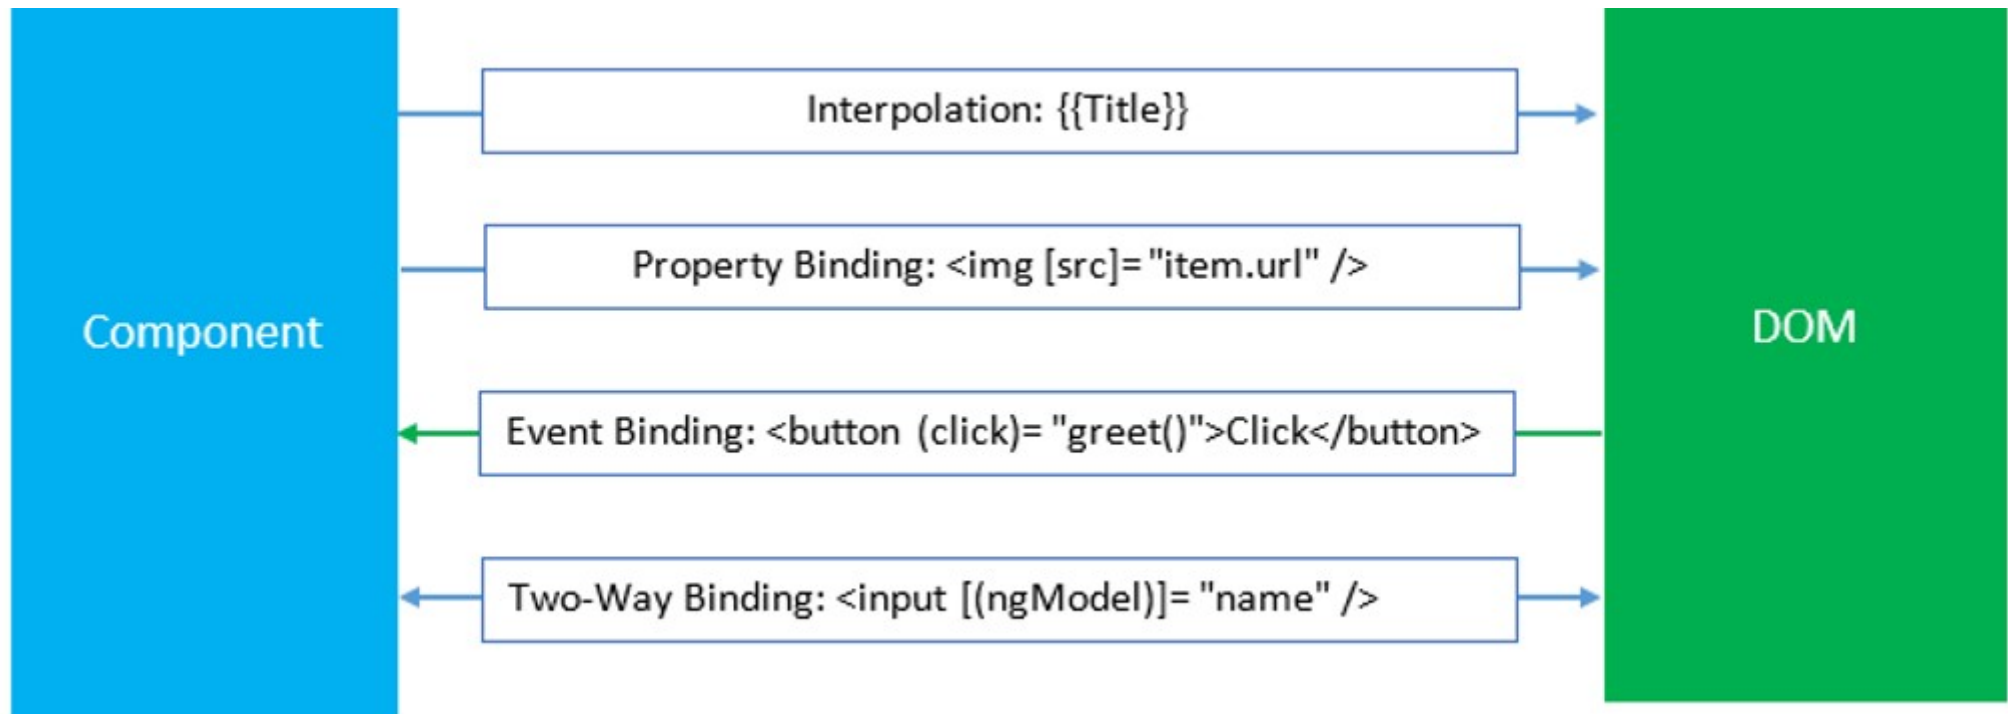 Component
Interpolation: {{Title}}
Property Binding: <img [src]= "item.url" />
Event Binding: <button (click)= "greet()">Click</button>
Two-Way Binding: <input [(ngModel)]= "name" />
DOM